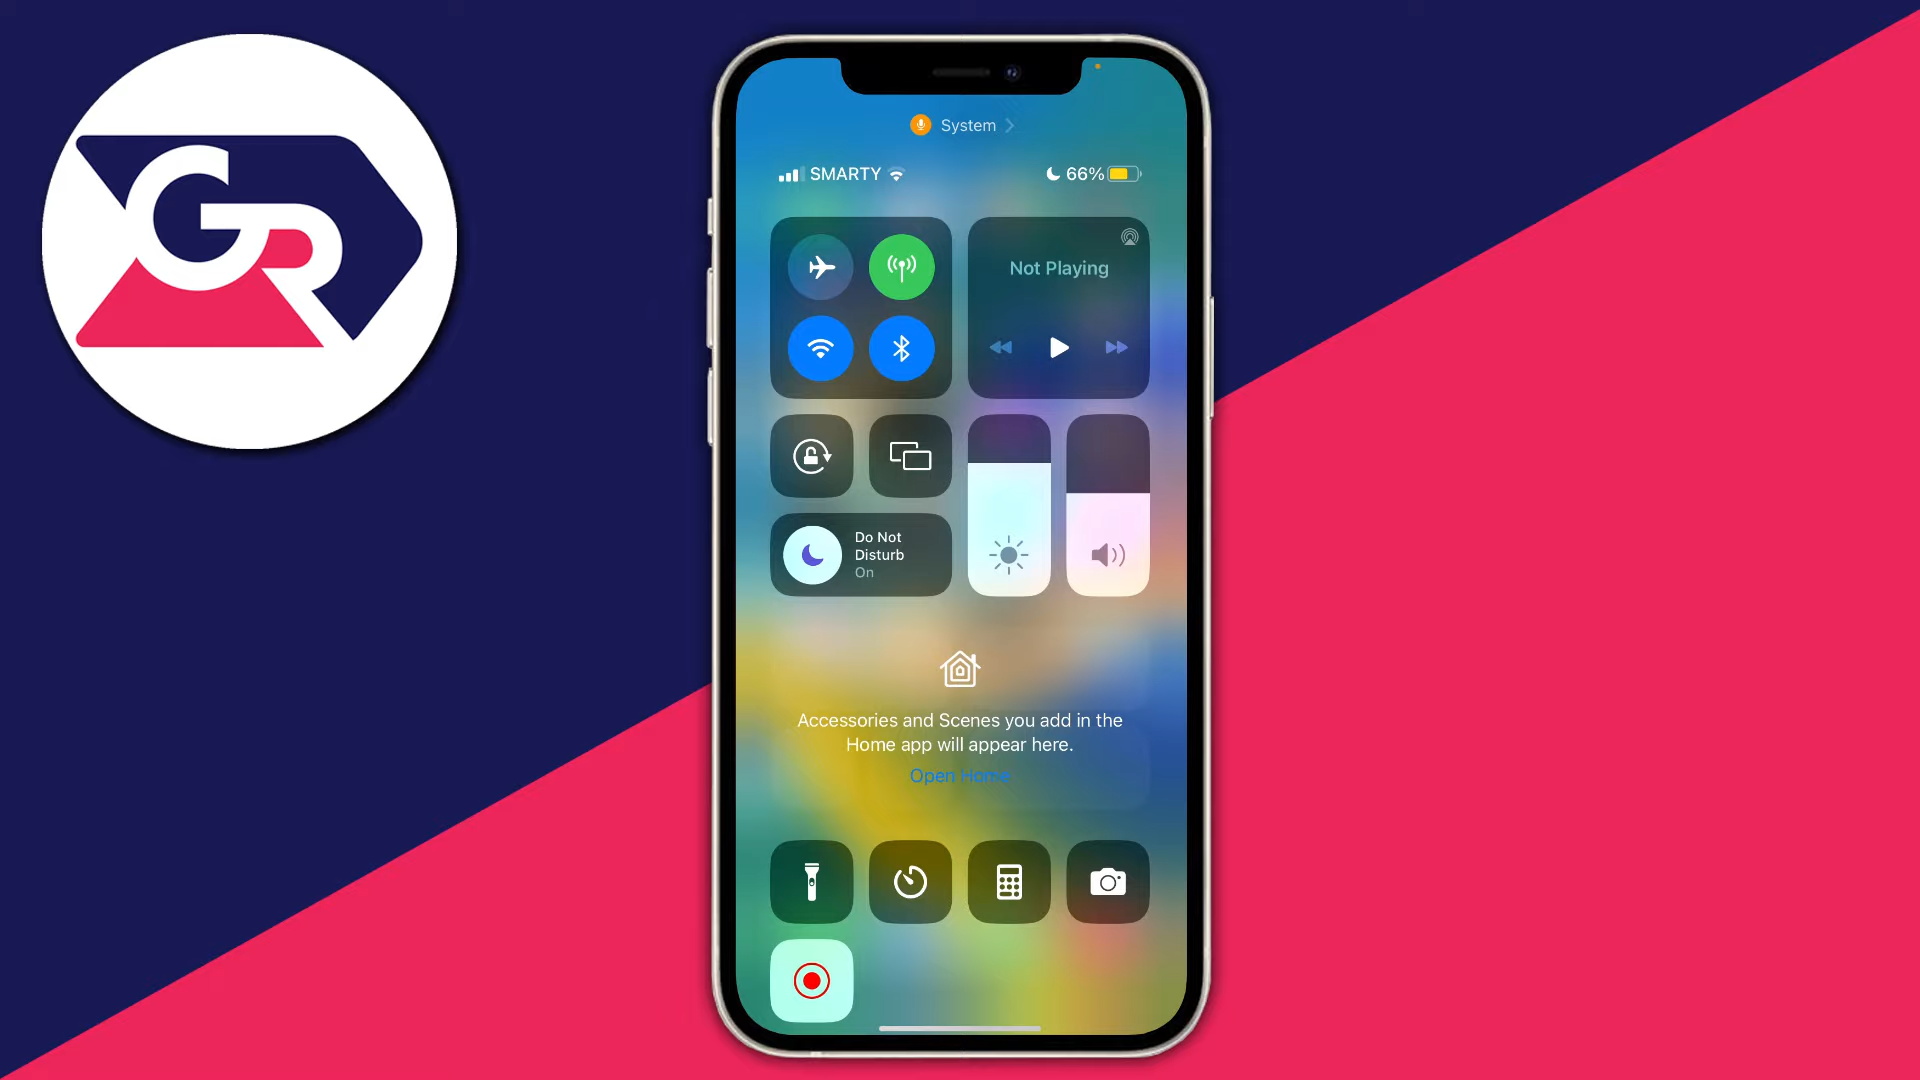 GR
System
SMARTY
66%
Not Playing
Do Not
Disturb
On
Accessories and Scenes you add in the
Home app will appear here.
Open Home